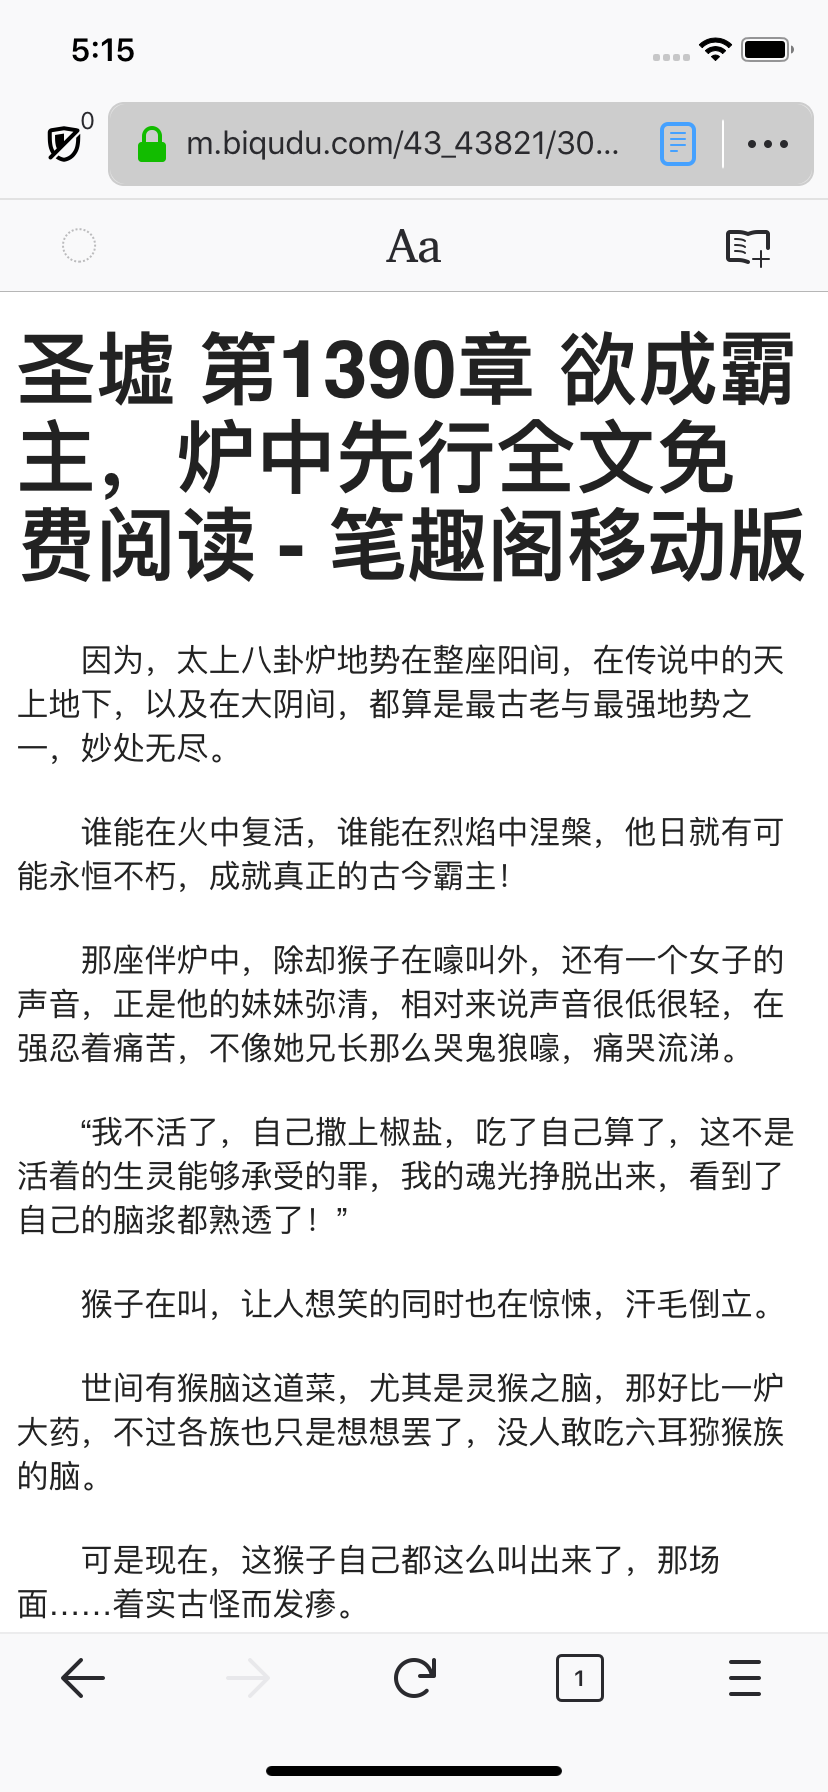 5:15
0
m.biqudu.com/43_43821/30...
Aa
圣墟 第1390章 欲成霸
主，炉中先行全文免
费阅读 - 笔趣阁移动版
因为，太上八卦炉地势在整座阳间，在传说中的天
上地下，以及在大阴间，都算是最古老与最强地势之
一，妙处无尽。
谁能在火中复活，谁能在烈焰中涅槃，他日就有可
能永恒不朽，成就真正的古今霸主！
那座伴炉中，除却猴子在嚎叫外，还有一个女子的
声音，正是他的妹妹弥清，相对来说声音很低很轻，在
强忍着痛苦，不像她兄长那么哭鬼狼嚎，痛哭流涕。
“我不活了，自己撒上椒盐，吃了自己算了，这不是
活着的生灵能够承受的罪，我的魂光挣脱出来，看到了
自己的脑浆都熟透了！”
猴子在叫，让人想笑的同时也在惊悚，汗毛倒立。
世间有猴脑这道菜，尤其是灵猴之脑，那好比一炉
大药，不过各族也只是想想罢了，没人敢吃六耳猕猴族
的脑。
可是现在，这猴子自己都这么叫出来了，那场
面……着实古怪而发瘆。
1